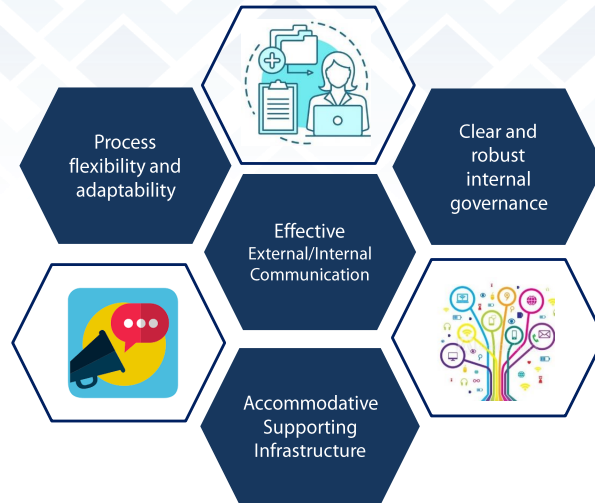 Process
flexibility and
adaptability
Clear and
robust
internal
governance
Effective
External/Internal
Communication
Accommodative
Supporting
Infrastructure